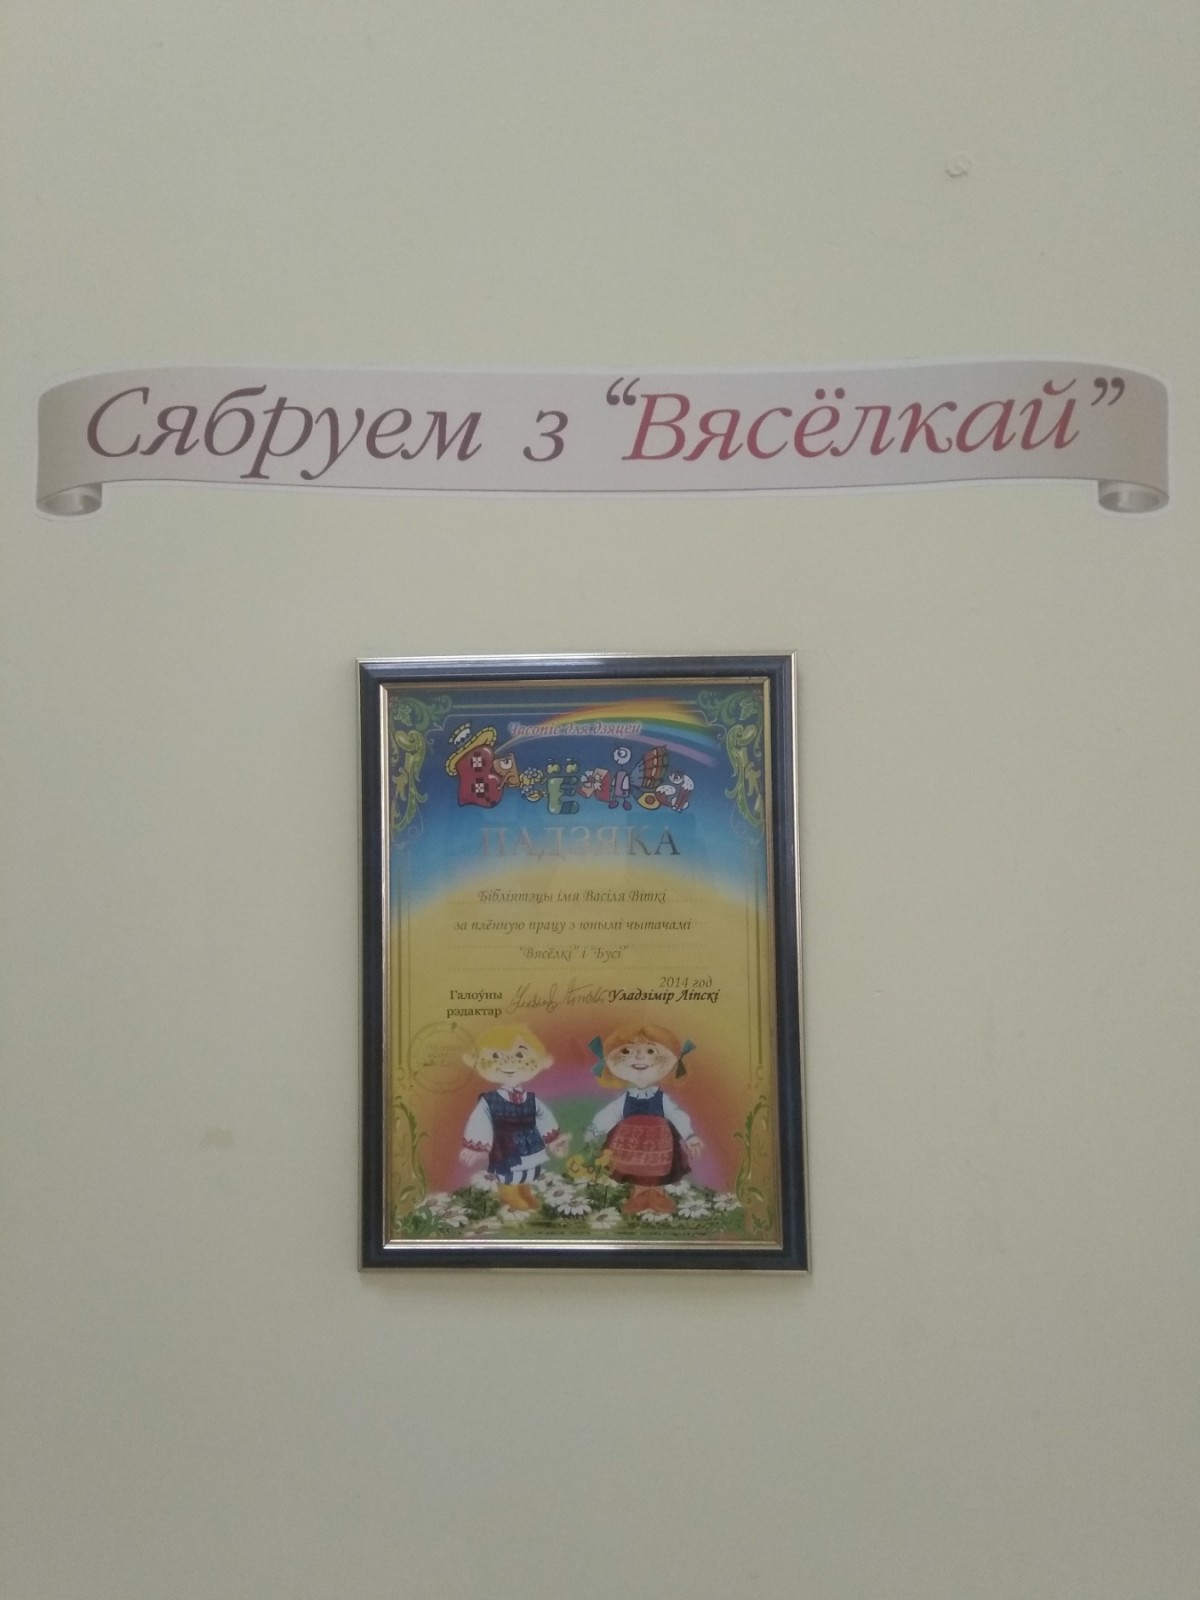 Сябруем з “Вясёлкай”
Часопіс для дзяцей
Вясёлка
ПАДЗЯКА
Бібліятэцы імя Васіля Віткі
за плённую працу з юнымі чытачамі
“Вясёлкі” і “Бусі”
2014 год
Галоўны Уладзімір Ліпскі
рэдактар